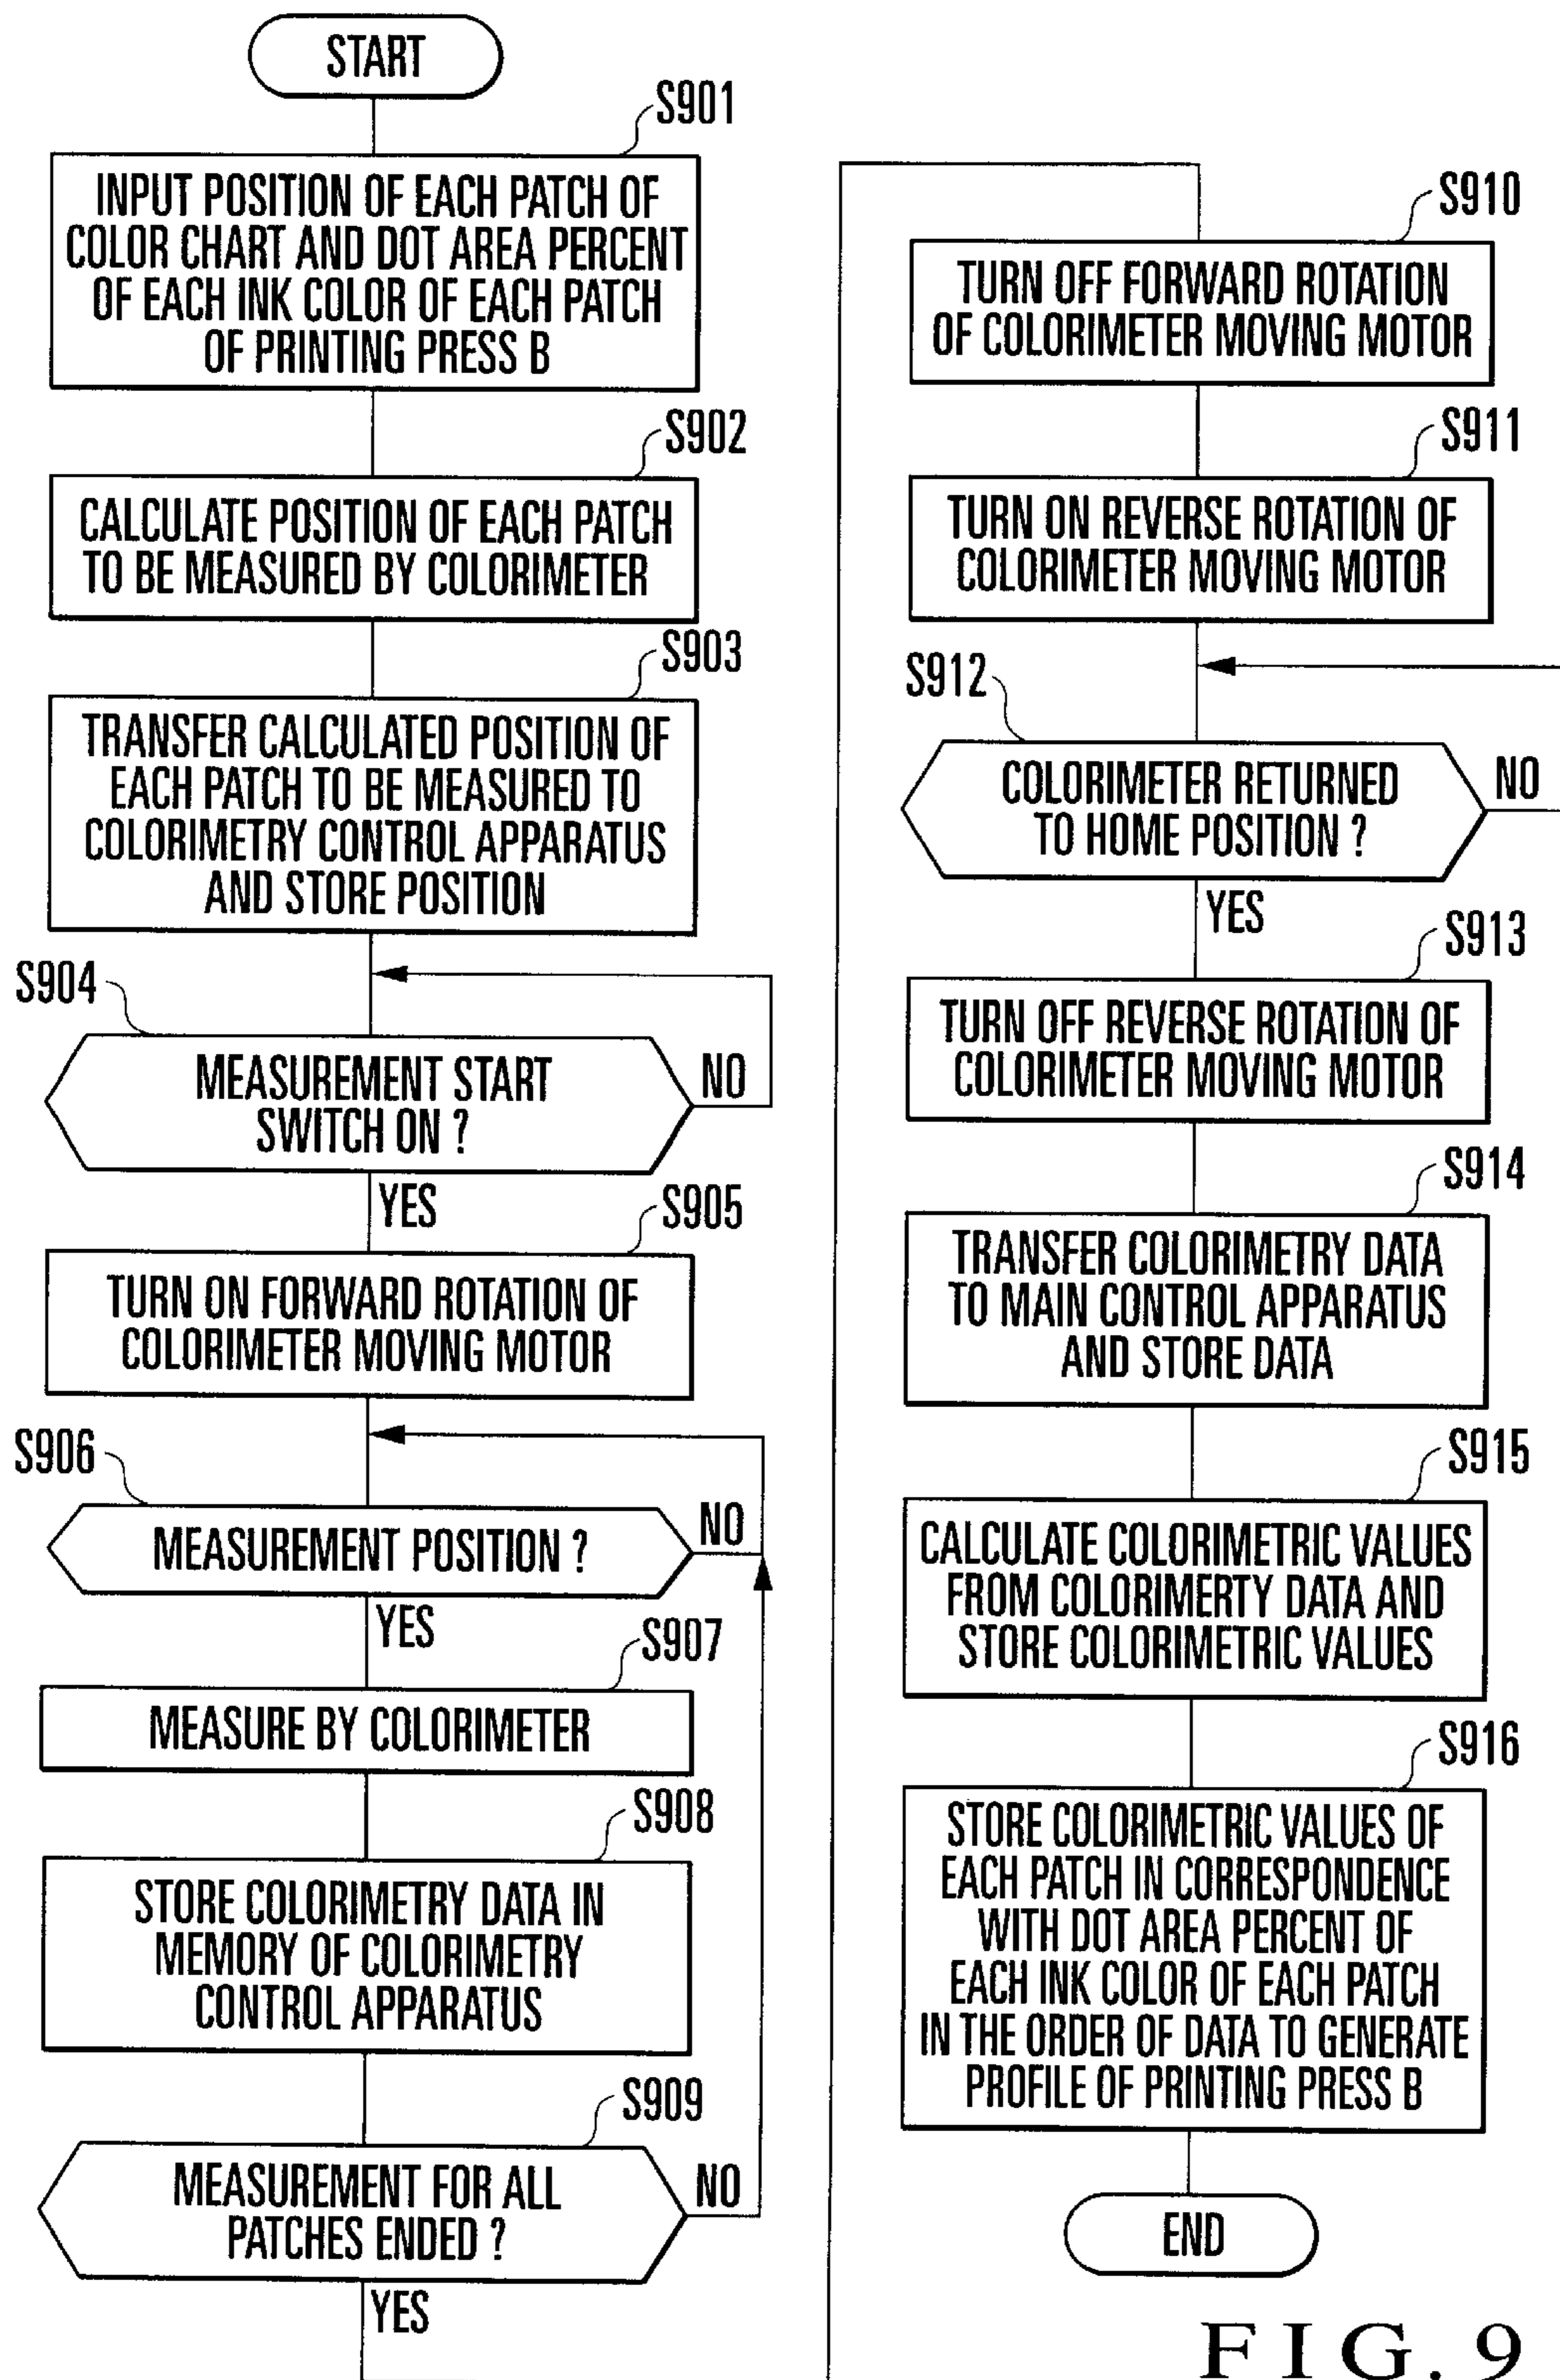 START
S901
INPUT POSITION OF EACH PATCH OF
COLOR CHART AND DOT AREA PERCENT
OF EACH INK COLOR OF EACH PATCH
OF PRINTING PRESS B
S902
CALCULATE POSITION OF EACH PATCH
TO BE MEASURED BY COLORIMETER
S903
TRANSFER CALCULATED POSITION OF
EACH PATCH TO BE MEASURED TO
COLORIMETRY CONTROL APPARATUS
AND STORE POSITION
S904
MEASUREMENT START
SWITCH ON ?
NO
YES
S905
TURN ON FORWARD ROTATION OF
COLORIMETER MOVING MOTOR
S906
MEASUREMENT POSITION ?
NO
YES
S907
MEASURE BY COLORIMETER
S908
STORE COLORIMETRY DATA IN
MEMORY OF COLORIMETRY
CONTROL APPARATUS
S909
MEASUREMENT FOR ALL
PATCHES ENDED ?
NO
YES
S910
TURN OFF FORWARD ROTATION
OF COLORIMETER MOVING MOTOR
S911
TURN ON REVERSE ROTATION OF
COLORIMETER MOVING MOTOR
S912
COLORIMETER RETURNED
TO HOME POSITION ?
NO
YES
S913
TURN OFF REVERSE ROTATION OF
COLORIMETER MOVING MOTOR
S914
TRANSFER COLORIMETRY DATA
TO MAIN CONTROL APPARATUS
AND STORE DATA
S915
CALCULATE COLORIMETRIC VALUES
FROM COLORIMERTY DATA AND
STORE COLORIMETRIC VALUES
S916
STORE COLORIMETRIC VALUES OF
EACH PATCH IN CORRESPONDENCE
WITH DOT AREA PERCENT OF
EACH INK COLOR OF EACH PATCH
IN THE ORDER OF DATA TO GENERATE
PROFILE OF PRINTING PRESS B
END
FIG. 9